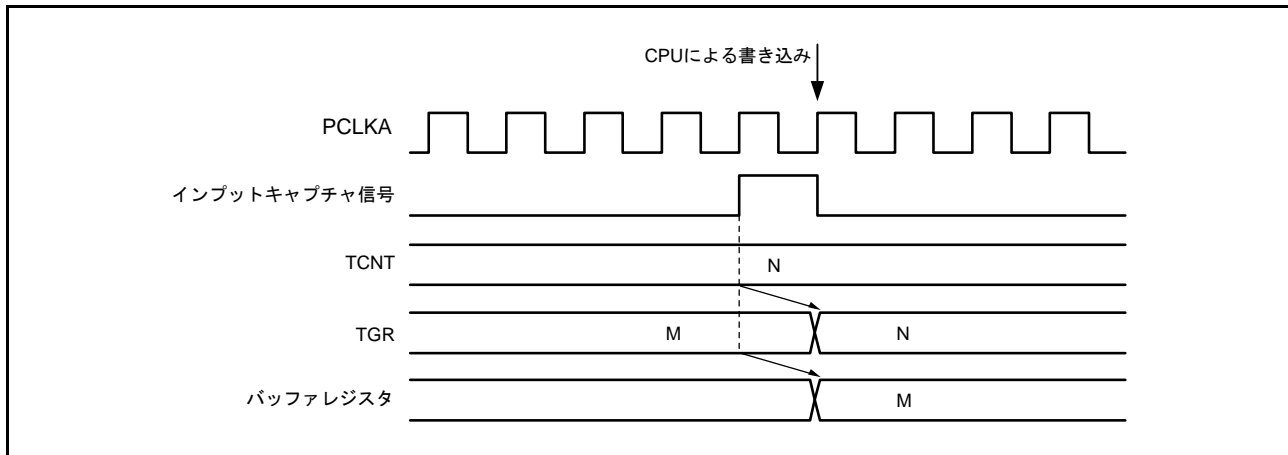 CPUによる書き込み
PCLKA
インプットキャプチャ信号
TCNT
N
TGR
M
N
バッファレジスタ
M